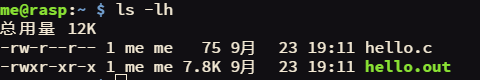 me@rasp:~ $ ls -lh
总用量 12K
-rw-r--r-- 1 me me   75 9月   23 19:11 hello.c
-rwxr-xr-x 1 me me 7.8K 9月   23 19:11 hello.out